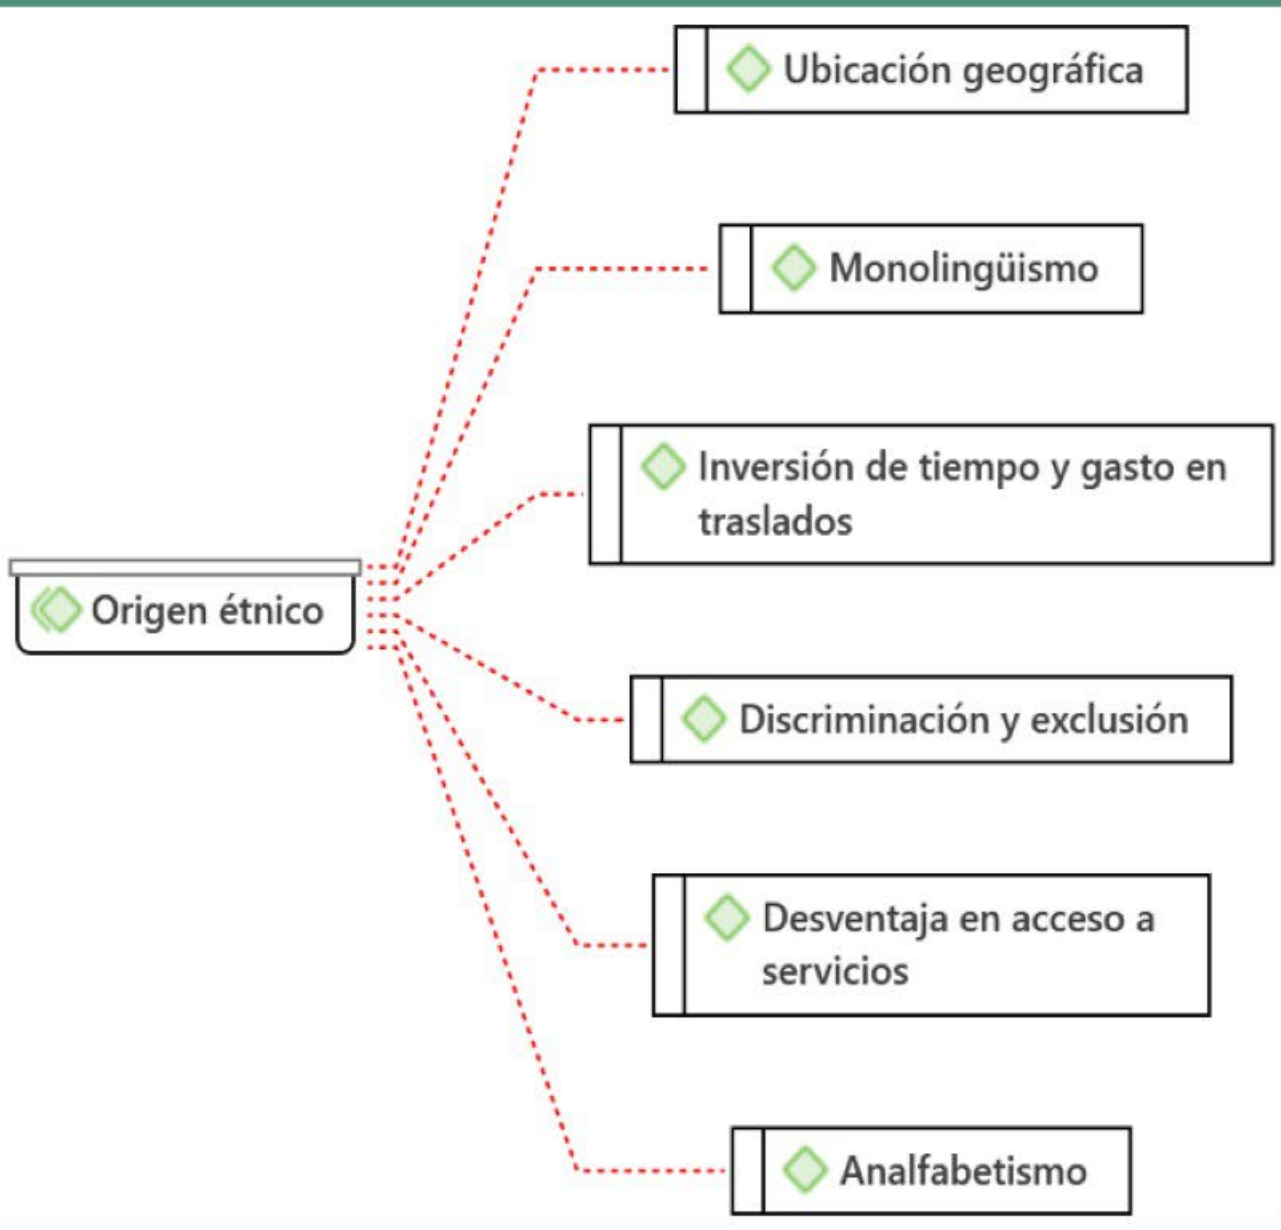 Ubicación geográfica
Monolingüismo
Inversión de tiempo y gasto en
traslados
Origen étnico
Discriminación y exclusión
Desventaja en acceso a
servicios
Analfabetismo